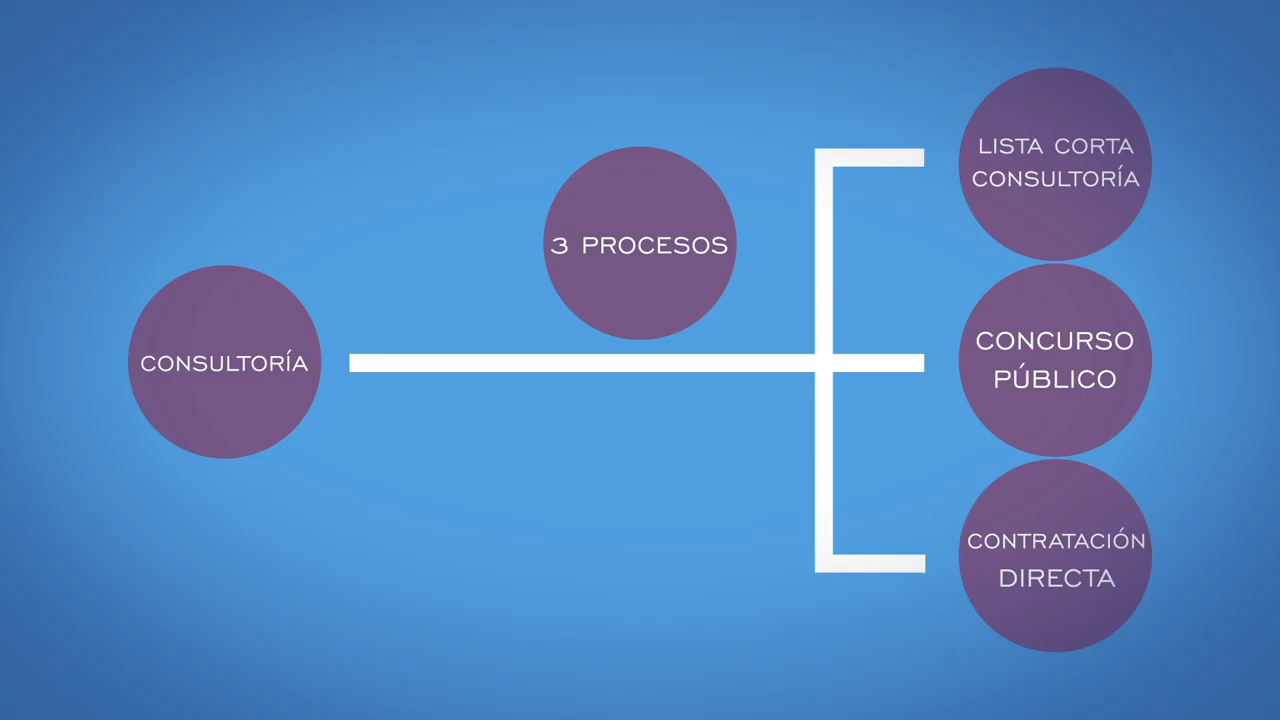 CONSULTORÍA
3 PROCESOS
LISTA CORTA
CONSULTORÍA
CONCURSO
PÚBLICO
CONTRATACIÓN
DIRECTA